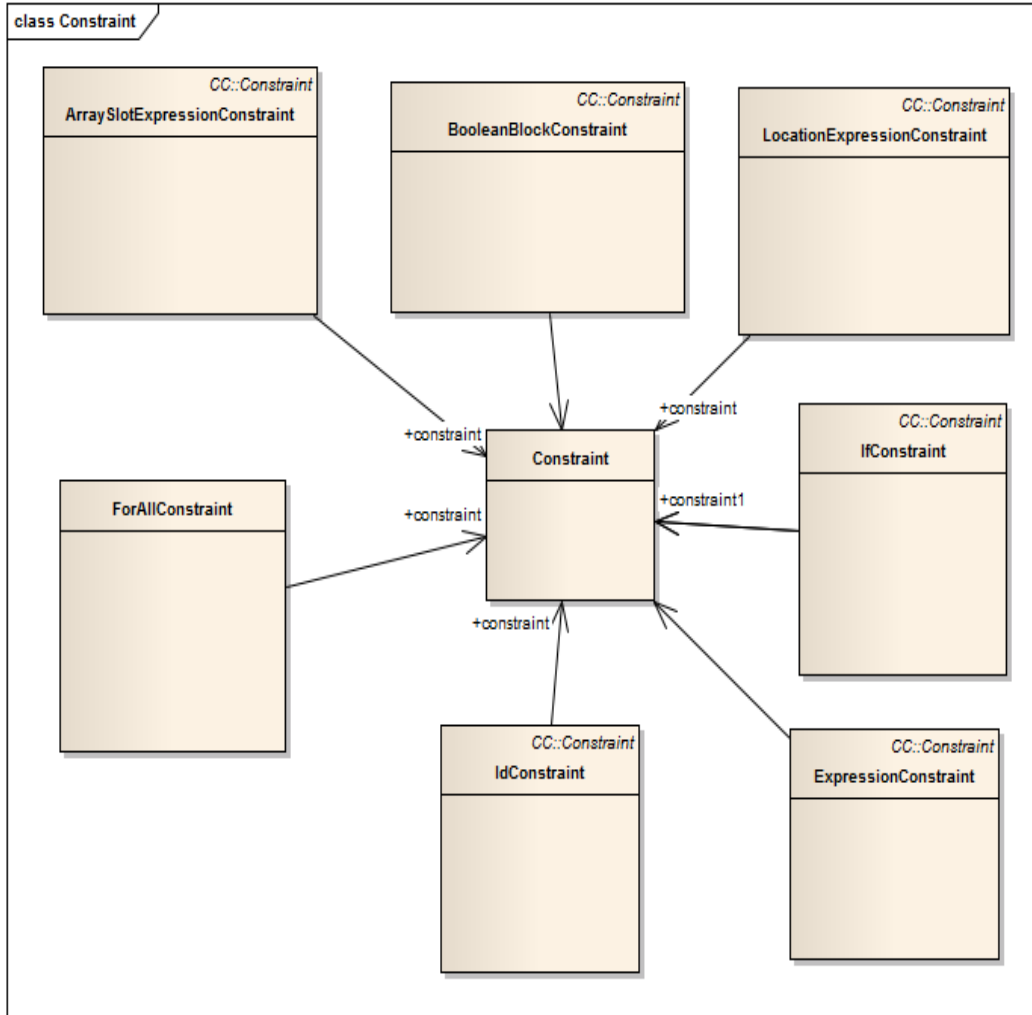 class Constraint
CC::Constraint
ArraySlotExpressionConstraint
CC::Constraint
BooleanBlockConstraint
CC::Constraint
LocationExpressionConstraint
+constraint
+constraint
Constraint
CC::Constraint
IfConstraint
ForAllConstraint
+constraint
+constraint1
+constraint
CC::Constraint
IdConstraint
CC::Constraint
ExpressionConstraint